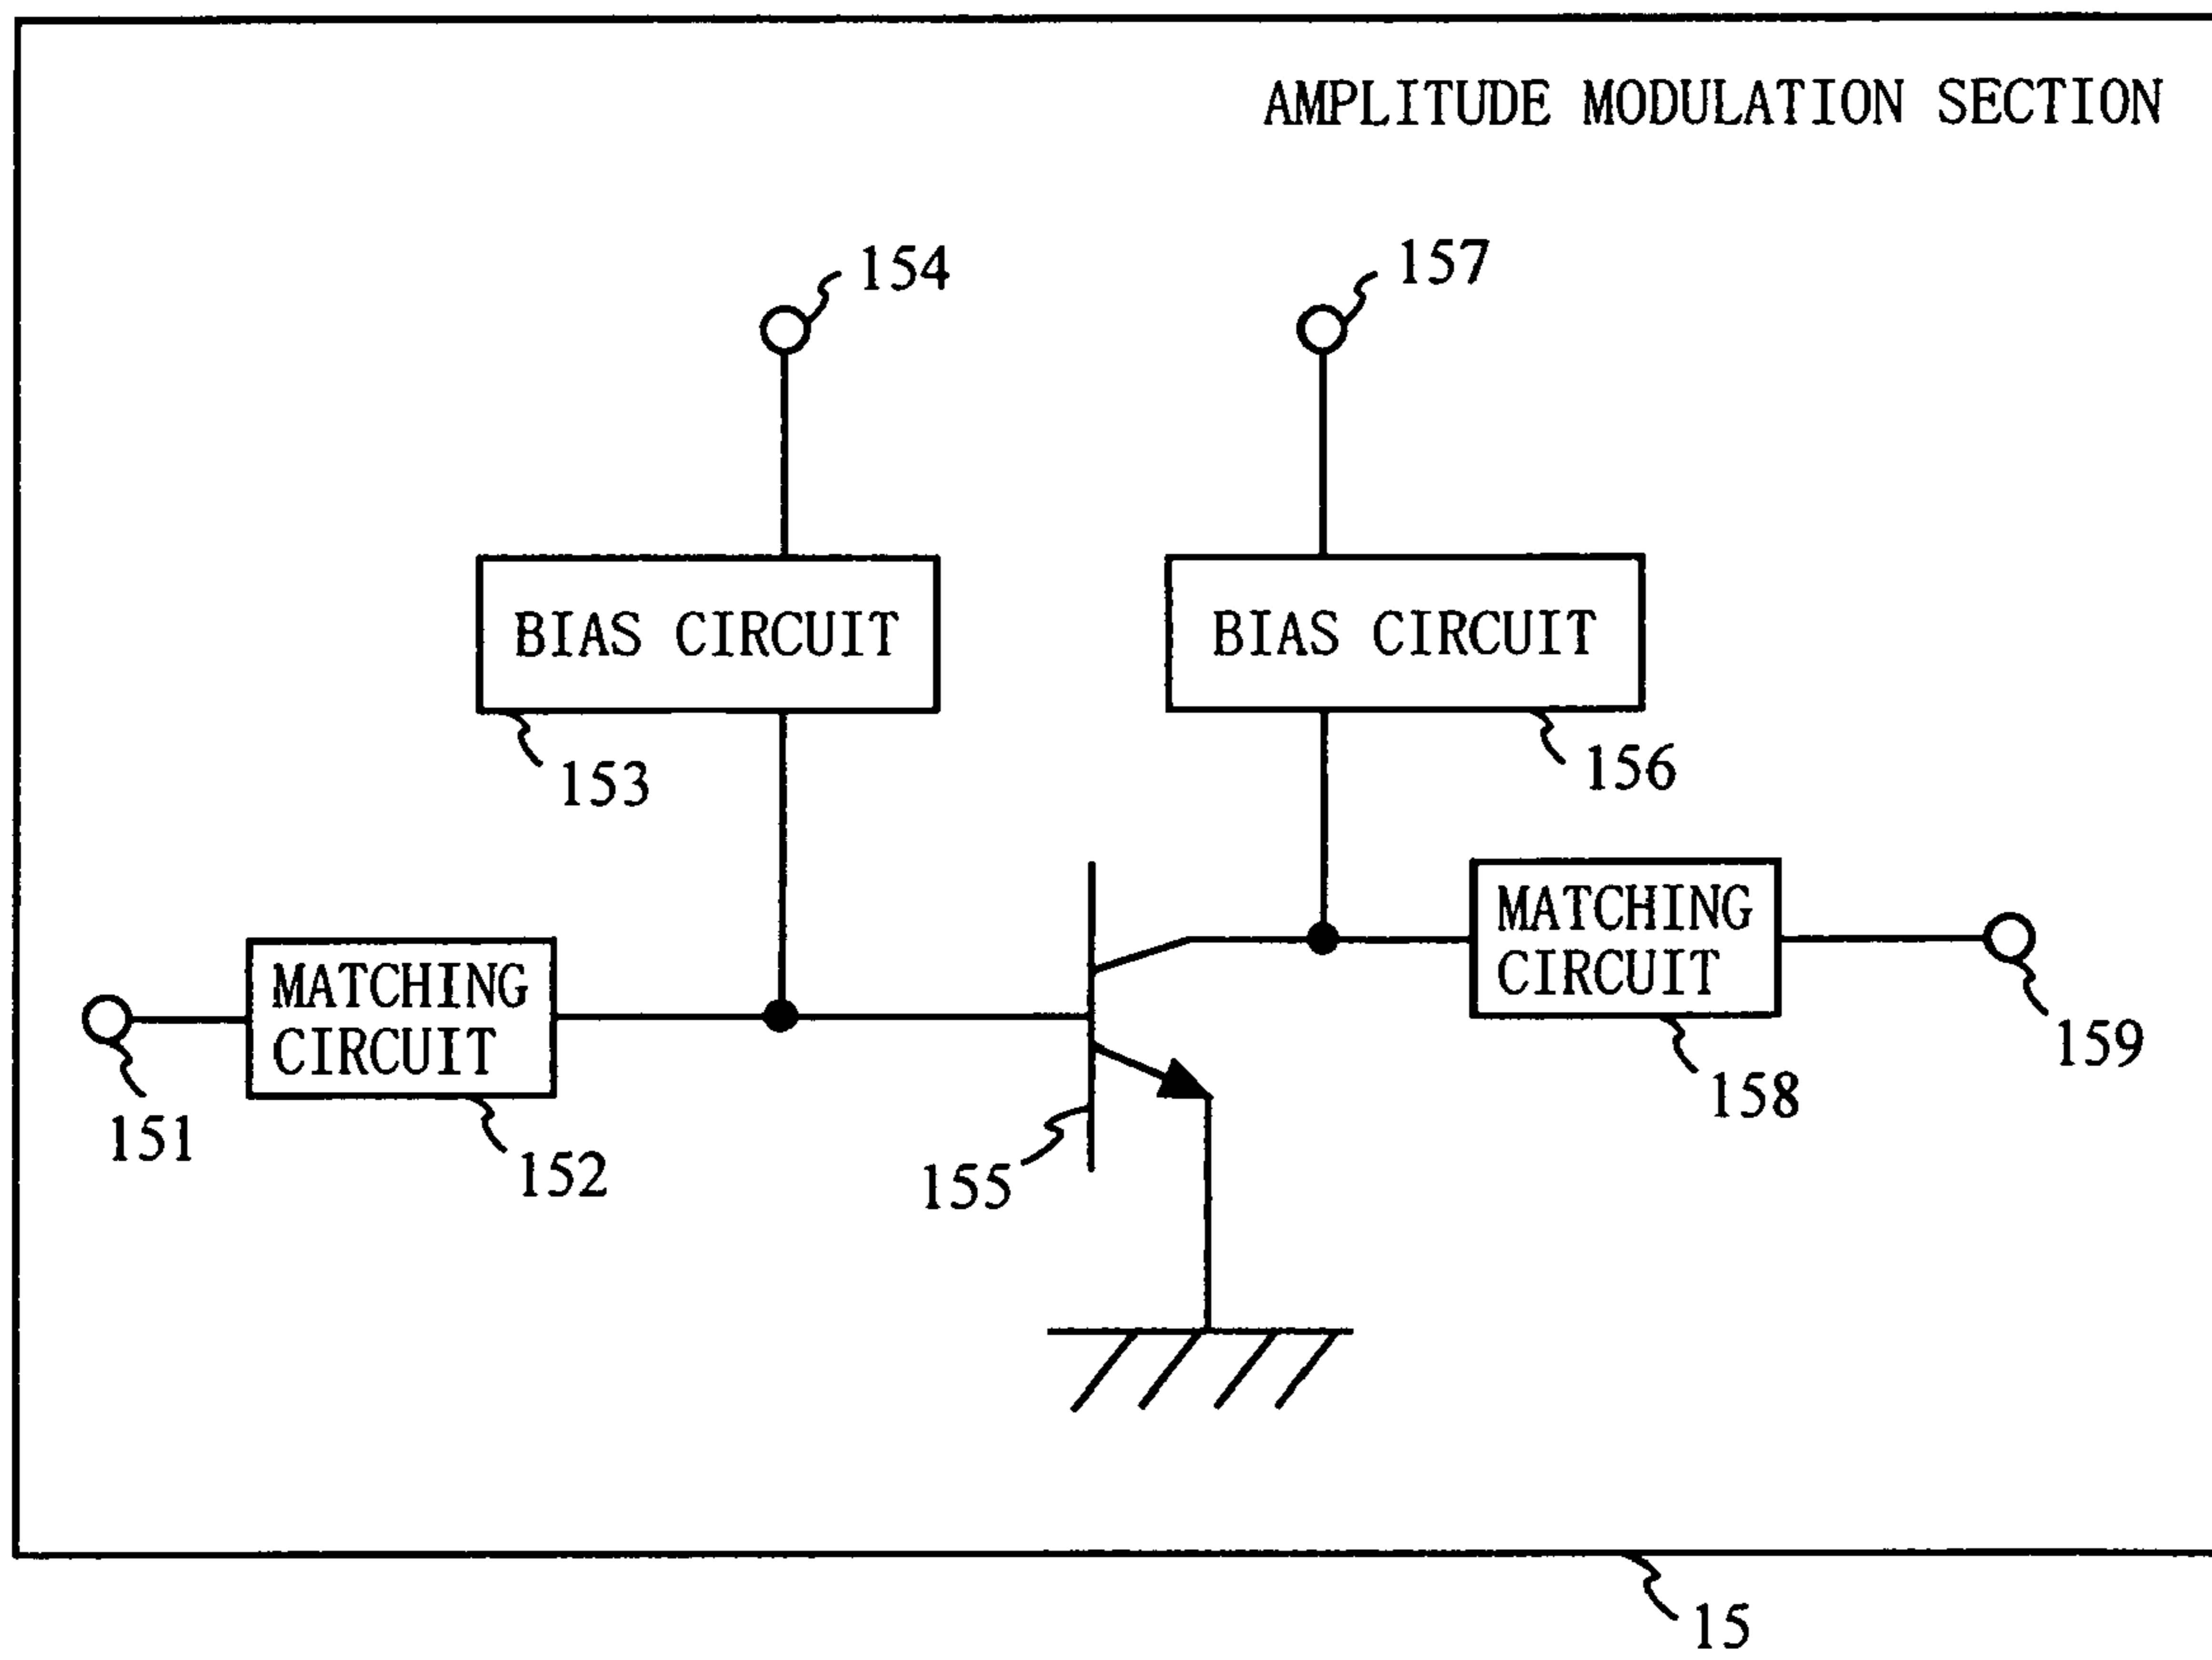 AMPLITUDE MODULATION SECTION
154
157
BIAS CIRCUIT
BIAS CIRCUIT
153
156
MATCHING
CIRCUIT
MATCHING
CIRCUIT
151
152
155
158
159
15